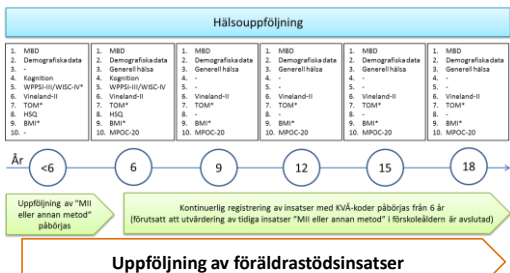 Hälsouppföljning
1. MBD
2. Demografiska data
3. -
4. Kognition
5. WPPSI-III/WISC-IV*
6. Vineland-II
7. TOM*
8. HSQ
9. BMI*
10. -
1. MBD
2. Demografiska data
3. Generell hälsa
4. Kognition
5. WPPSI-III/WISC-IV
6. Vineland-II
7. TOM*
8. HSQ
9. BMI*
10. MPOC-20
1. MBD
2. Demografiska data
3. Generell hälsa
4. -
5. -
6. Vineland-II
7. TOM*
8. -
9. BMI*
10. MPOC-20
1. MBD
2. Demografiska data
3. Generell hälsa
4. -
5. -
6. Vineland-II
7. TOM*
8. -
9. BMI*
10. MPOC-20
1. MBD
2. Demografiska data
3. Generell hälsa
4. -
5. -
6. Vineland-II
7. TOM*
8. -
9. BMI*
10. MPOC-20
1. MBD
2. Demografiska data
3. Generell hälsa
4. -
5. -
6. Vineland-II
7. TOM*
8. -
9. BMI*
10. MPOC-20
År
<6
6
9
12
15
18
Uppföljning av "MII
eller annan metod"
påbörjas
Kontinuerlig registrering av insatser med KVÅ-koder påbörjas från 6 år
(förutsatt att utvärdering av tidiga insatser "MII eller annan metod" i förskoleåldern är avslutad)
Uppföljning av föräldrastödsinsatser